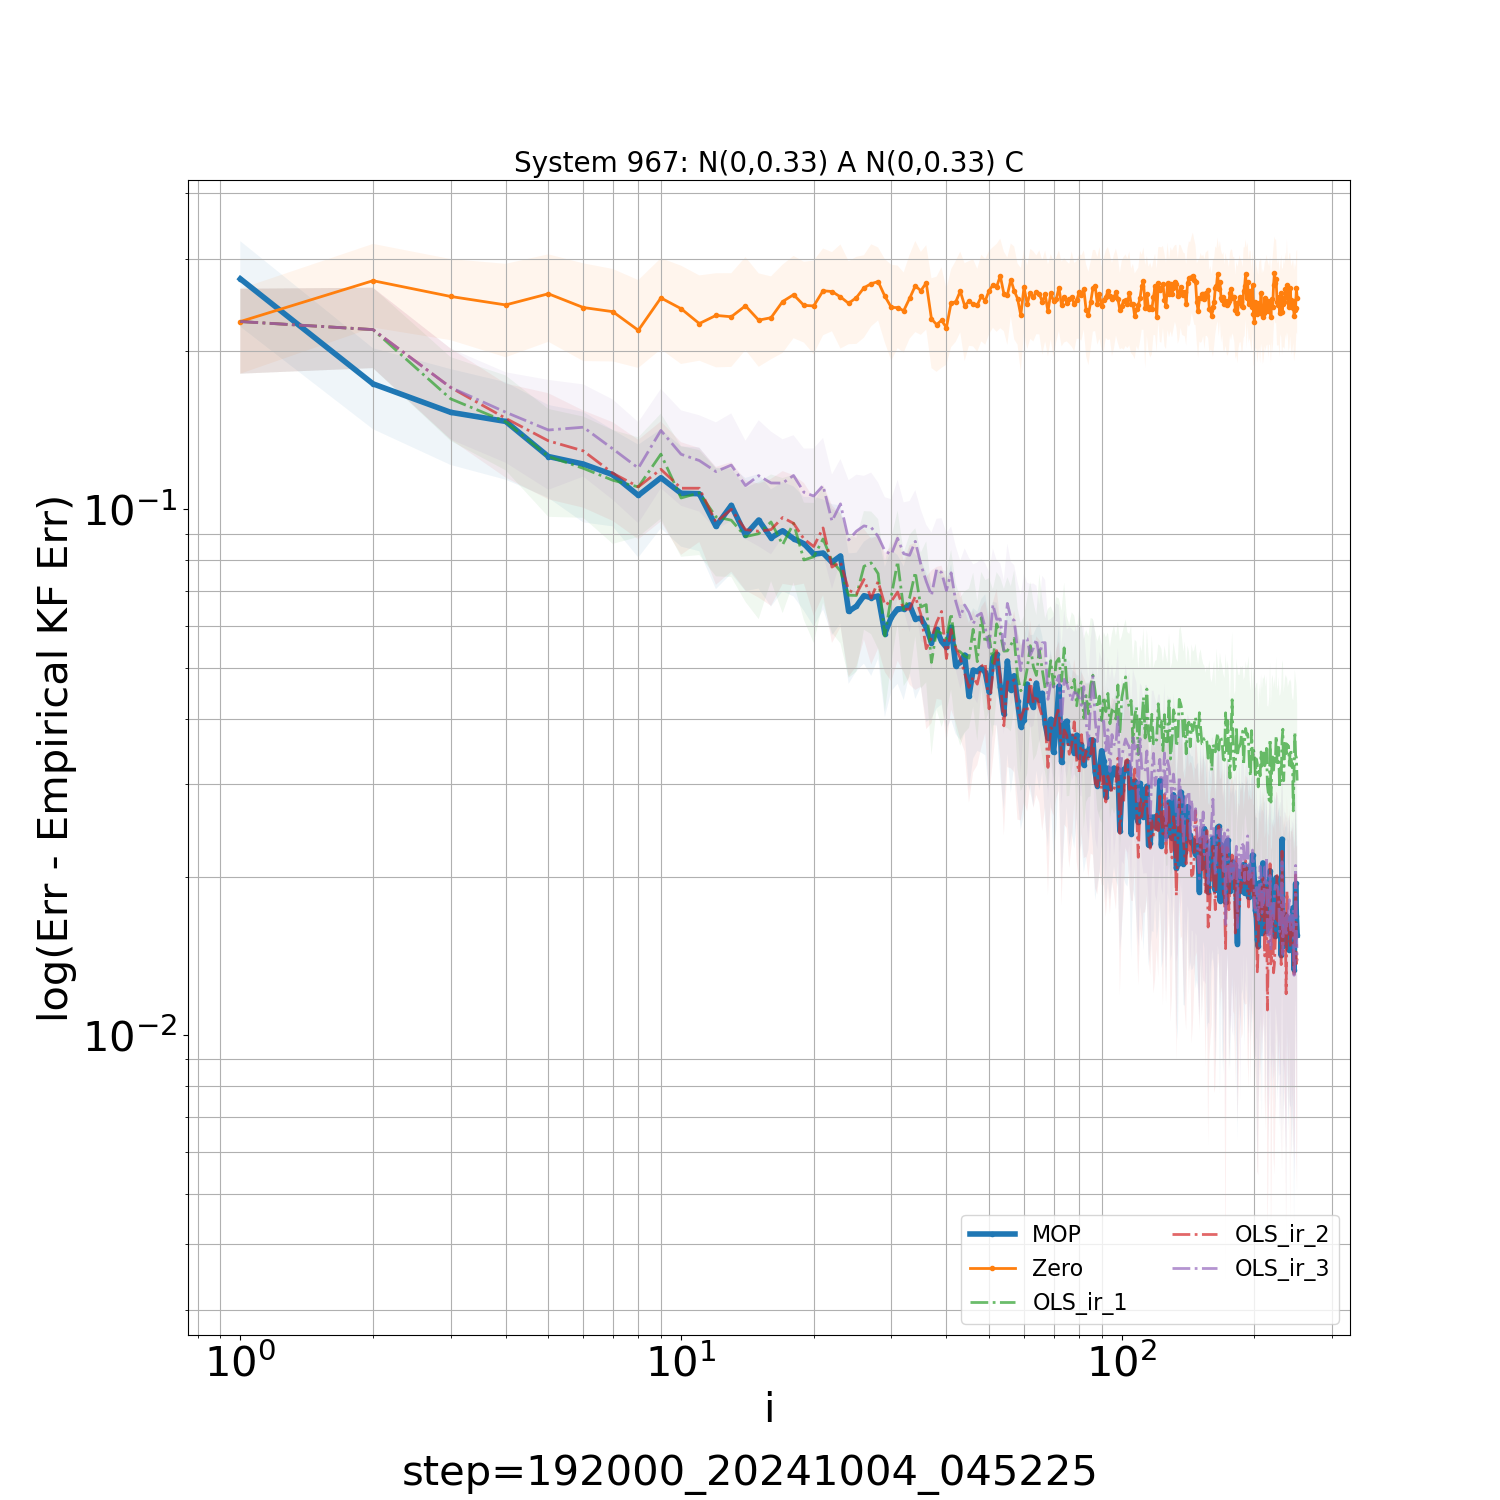 System 967: N(0,0.33) A N(0,0.33) C
log(Err - Empirical KF Err)
10⁻¹
10⁻²
MOP
Zero
OLS_ir_1
OLS_ir_2
OLS_ir_3
10⁰ 10¹ 10²
i
step=192000_20241004_045225